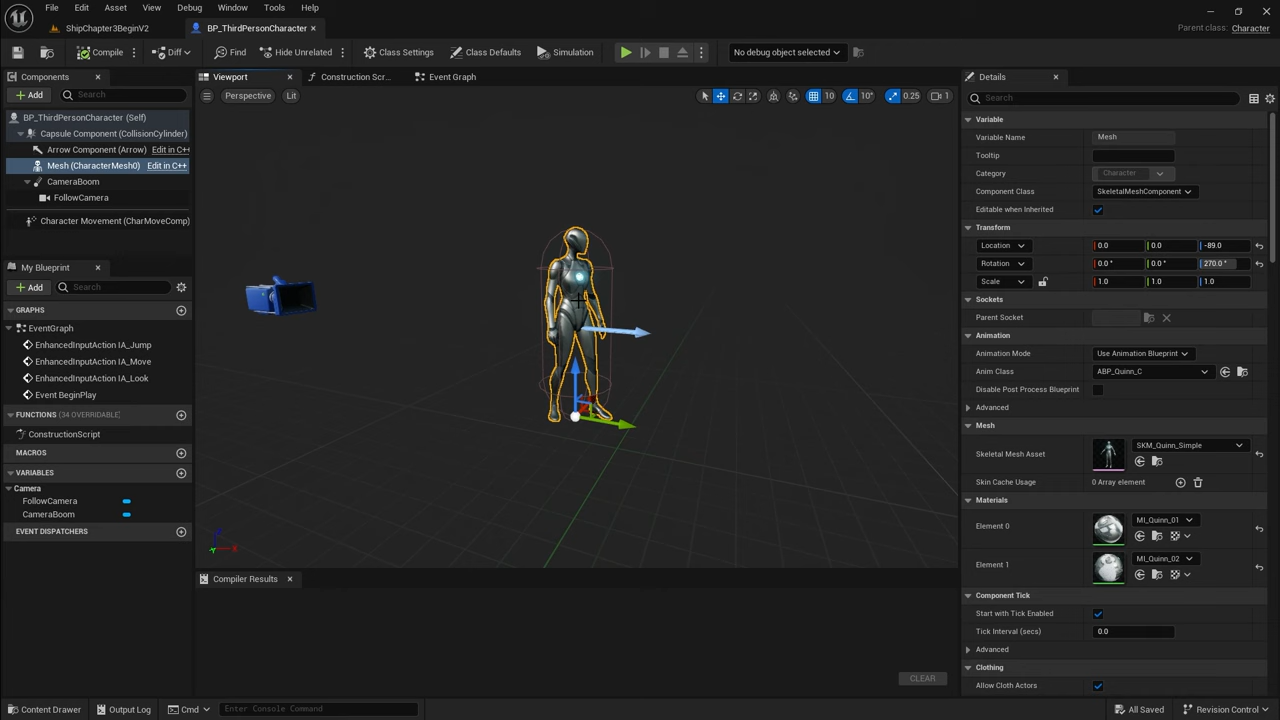 File Edit Asset View Debug Window Tools Help
ShipChapter3BeginV2
BP_ThirdPersonCharacter
Parent class: Character
Compile
Diff
Find
Hide Unrelated
Class Settings
Class Defaults
Simulation
No debug object selected
Components
Add
Search
BP_ThirdPersonCharacter (Self)
Capsule Component (CollisionCylinder)
Arrow Component (Arrow) Edit in C++
Mesh (CharacterMesh0) Edit in C++
CameraBoom
FollowCamera
Character Movement (CharMoveComp)
My Blueprint
Add
Search
GRAPHS
EventGraph
EnhancedInputAction IA_Jump
EnhancedInputAction IA_Move
EnhancedInputAction IA_Look
Event BeginPlay
FUNCTIONS (34 OVERRIDABLE)
ConstructionScript
MACROS
VARIABLES
Camera
FollowCamera
CameraBoom
EVENT DISPATCHERS
Viewport
Construction Scr...
Event Graph
Perspective
Lit
10
10°
0.25
1
Compiler Results
CLEAR
Details
Search
Variable
Variable Name Mesh
Tooltip
Category Character
Component Class SkeletalMeshComponent
Editable when Inherited
Transform
Location 0.0 0.0 -89.0
Rotation 0.0 ° 0.0 ° 270.0 °
Scale 1.0 1.0 1.0
Sockets
Parent Socket
Animation
Animation Mode Use Animation Blueprint
Anim Class ABP_Quinn_C
Disable Post Process Blueprint
Advanced
Mesh
Skeletal Mesh Asset SKM_Quinn_Simple
Skin Cache Usage 0 Array element
Materials
Element 0 MI_Quinn_01
Element 1 MI_Quinn_02
Component Tick
Start with Tick Enabled
Tick Interval (secs) 0.0
Advanced
Clothing
Allow Cloth Actors
Content Drawer
Output Log
Cmd
Enter Console Command
All Saved
Revision Control